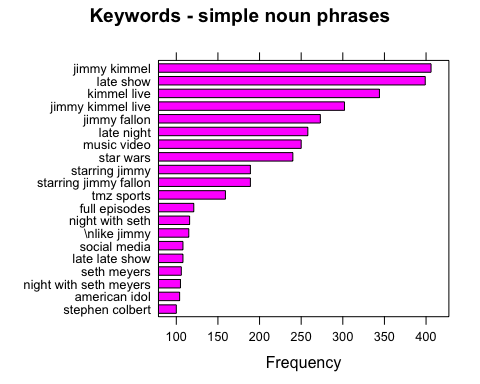 Keywords - simple noun phrases
jimmy kimmel
late show
kimmel live
jimmy kimmel live
jimmy fallon
late night
music video
star wars
starring jimmy
starring jimmy fallon
tmz sports
full episodes
night with seth
\nlike jimmy
social media
late late show
seth meyers
night with seth meyers
american idol
stephen colbert
100 150 200 250 300 350 400
Frequency